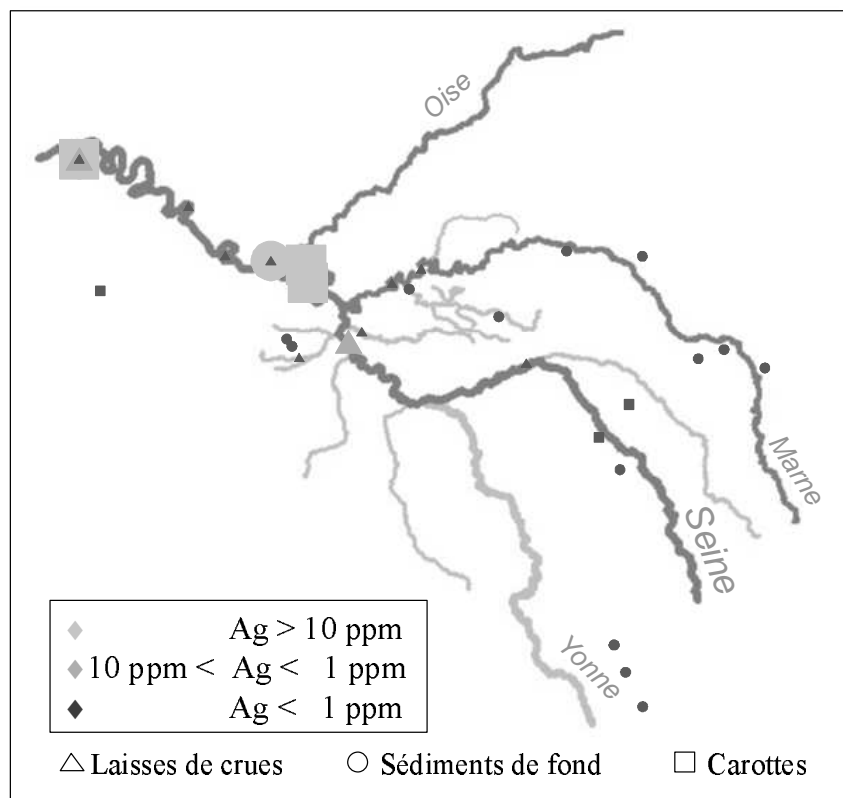 Oise
Marne
Seine
Yonne
Ag > 10 ppm
10 ppm < Ag < 1 ppm
Ag < 1 ppm
Laisses de crues
Sédiments de fond
Carottes